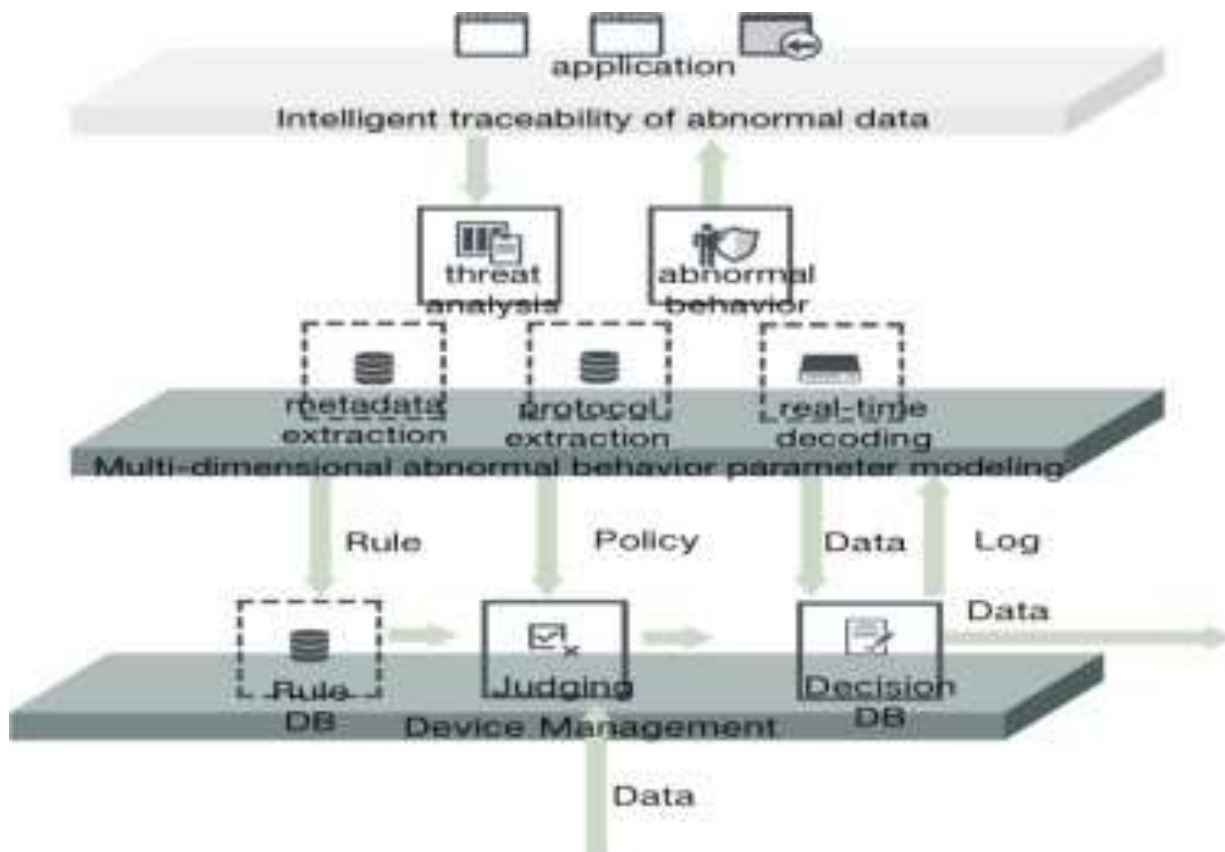 application
Intelligent traceability of abnormal data
threat
analysis
abnormal
behavior
metadata
extraction
protocol
extraction
real-time
decoding
Multi-dimensional abnormal behavior parameter modeling
Rule
Policy
Data
Log
Data
Rule
DB
Judging
Decision
DB
Device Management
Data